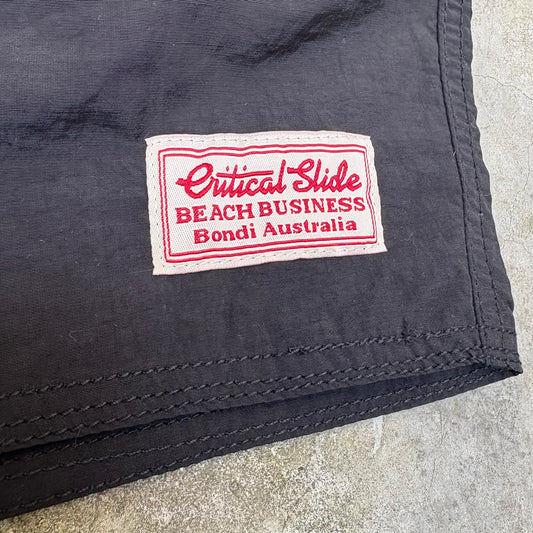 Critical Slide
BEACH BUSINESS
Bondi Australia